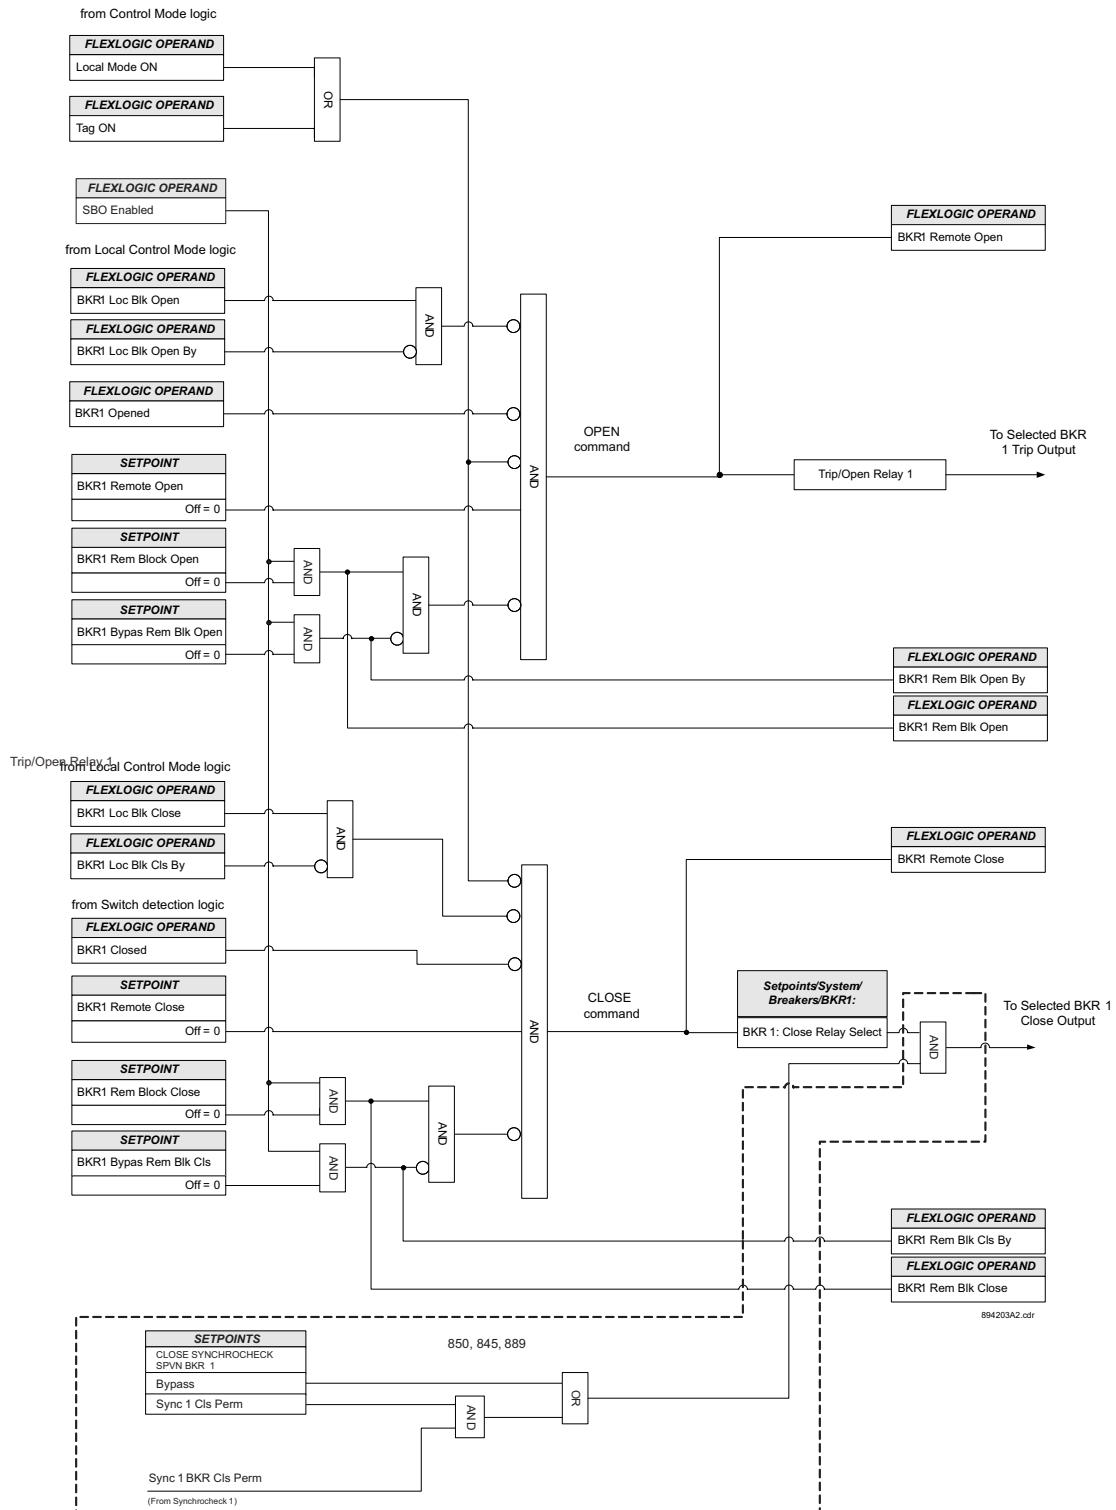 from Control Mode logic
FLEXLOGIC OPERAND
Local Mode ON
OR
FLEXLOGIC OPERAND
Tag ON
FLEXLOGIC OPERAND
SBO Enabled
FLEXLOGIC OPERAND
BKR1 Remote Open
from Local Control Mode logic
FLEXLOGIC OPERAND
BKR1 Loc Blk Open
AND
FLEXLOGIC OPERAND
BKR1 Loc Blk Open By
FLEXLOGIC OPERAND
BKR1 Opened
OPEN
command
To Selected BKR
1 Trip Output
SETPOINT
BKR1 Remote Open
Off = 0
AND
Trip/Open Relay 1
SETPOINT
BKR1 Rem Block Open
Off = 0
AND
AND
SETPOINT
BKR1 Bypas Rem Blk Open
Off = 0
AND
FLEXLOGIC OPERAND
BKR1 Rem Blk Open By
FLEXLOGIC OPERAND
BKR1 Rem Blk Open
Trip/Open Relay 1
from Local Control Mode logic
FLEXLOGIC OPERAND
BKR1 Loc Blk Close
AND
FLEXLOGIC OPERAND
BKR1 Loc Blk Cls By
FLEXLOGIC OPERAND
BKR1 Remote Close
from Switch detection logic
FLEXLOGIC OPERAND
BKR1 Closed
SETPOINT
BKR1 Remote Close
Off = 0
AND
CLOSE
command
Setpoints/System/
Breakers/BKR1:
BKR 1: Close Relay Select
AND
To Selected BKR 1
Close Output
SETPOINT
BKR1 Rem Block Close
Off = 0
AND
AND
SETPOINT
BKR1 Bypas Rem Blk Cls
Off = 0
AND
FLEXLOGIC OPERAND
BKR1 Rem Blk Cls By
FLEXLOGIC OPERAND
BKR1 Rem Blk Close
894203A2.cdr
850, 845, 889
SETPOINTS
CLOSE SYNCHROCHECK
SPVN BKR 1
Bypass
Sync 1 Cls Perm
AND
OR
Sync 1 BKR Cls Perm
(From Synchrocheck 1)